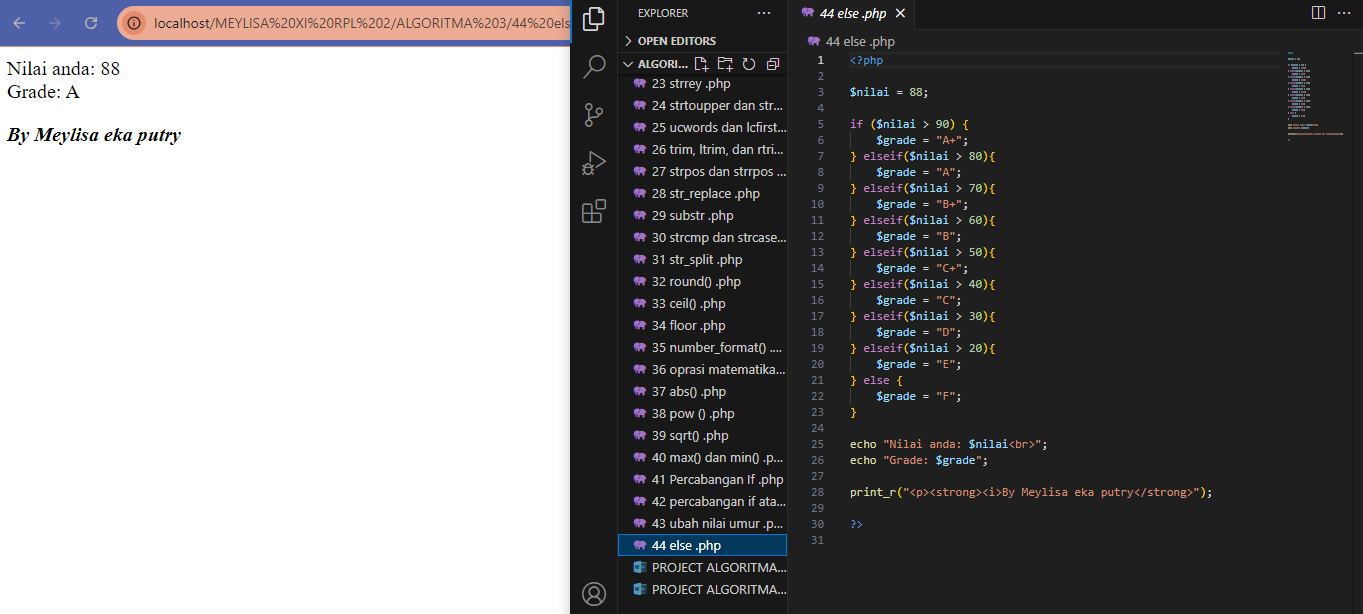 localhost/MEYLISA%20XI%20RPL%202/ALGORITMA%203/44%20els
Nilai anda: 88
Grade: A
By Meylisa eka putry
EXPLORER
OPEN EDITORS
ALGORI...
23 strrey .php
24 strtoupper dan str...
25 ucwords dan lcfirst...
26 trim, ltrim, dan rtri...
27 strpos dan strrpos ...
28 str_replace .php
29 substr .php
30 strcmp dan strcase...
31 str_split .php
32 round() .php
33 ceil() .php
34 floor .php
35 number_format() ....
36 oprasi matematika...
37 abs() .php
38 pow () .php
39 sqrt() .php
40 max() dan min() .p...
41 Percabangan If .php
42 percabangan if ata...
43 ubah nilai umur .p...
44 else .php
PROJECT ALGORITMA...
PROJECT ALGORITMA...
44 else .php
44 else .php
1 <?php
2
3 $nilai = 88;
4
5 if ($nilai > 90) {
6 $grade = "A+";
7 } elseif($nilai > 80){
8 $grade = "A";
9 } elseif($nilai > 70){
10 $grade = "B+";
11 } elseif($nilai > 60){
12 $grade = "B";
13 } elseif($nilai > 50){
14 $grade = "C+";
15 } elseif($nilai > 40){
16 $grade = "C";
17 } elseif($nilai > 30){
18 $grade = "D";
19 } elseif($nilai > 20){
20 $grade = "E";
21 } else {
22 $grade = "F";
23 }
24
25 echo "Nilai anda: $nilai<br>";
26 echo "Grade: $grade";
27
28 print_r("<p><strong><i>By Meylisa eka putry</strong>");
29
30 ?>
31